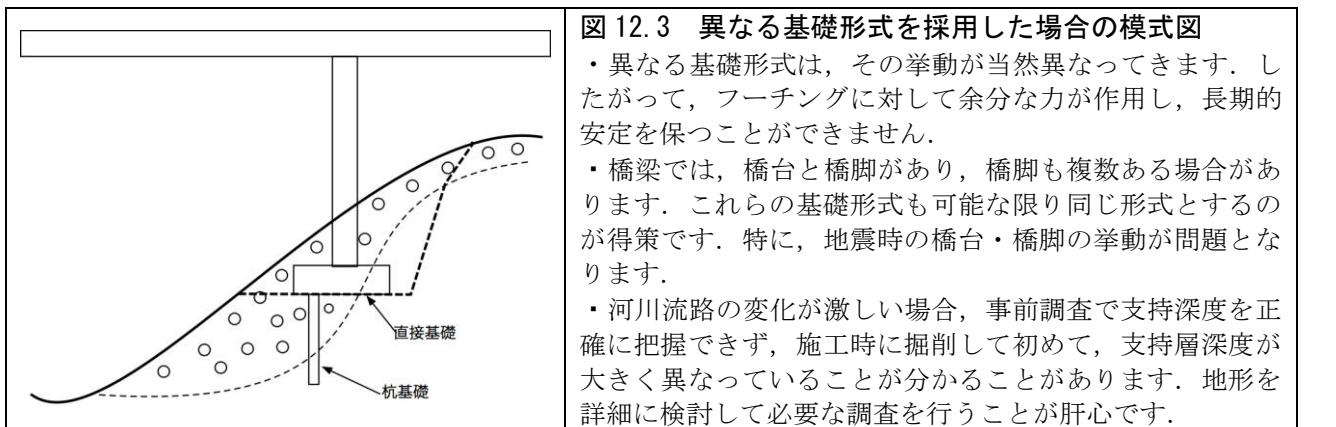 図 12.3　異なる基礎形式を採用した場合の模式図
・異なる基礎形式は，その挙動が当然異なってきます．し
たがって，フーチングに対して余分な力が作用し，長期的
安定を保つことができません．
・橋梁では，橋台と橋脚があり，橋脚も複数ある場合があ
ります．これらの基礎形式も可能な限り同じ形式とするの
が得策です．特に，地震時の橋台・橋脚の挙動が問題とな
ります．
・河川流路の変化が激しい場合，事前調査で支持深度を正
確に把握できず，施工時に掘削して初めて，支持層深度が
大きく異なっていることが分かることがあります．地形を
詳細に検討して必要な調査を行うことが肝心です．
直接基礎
杭基礎